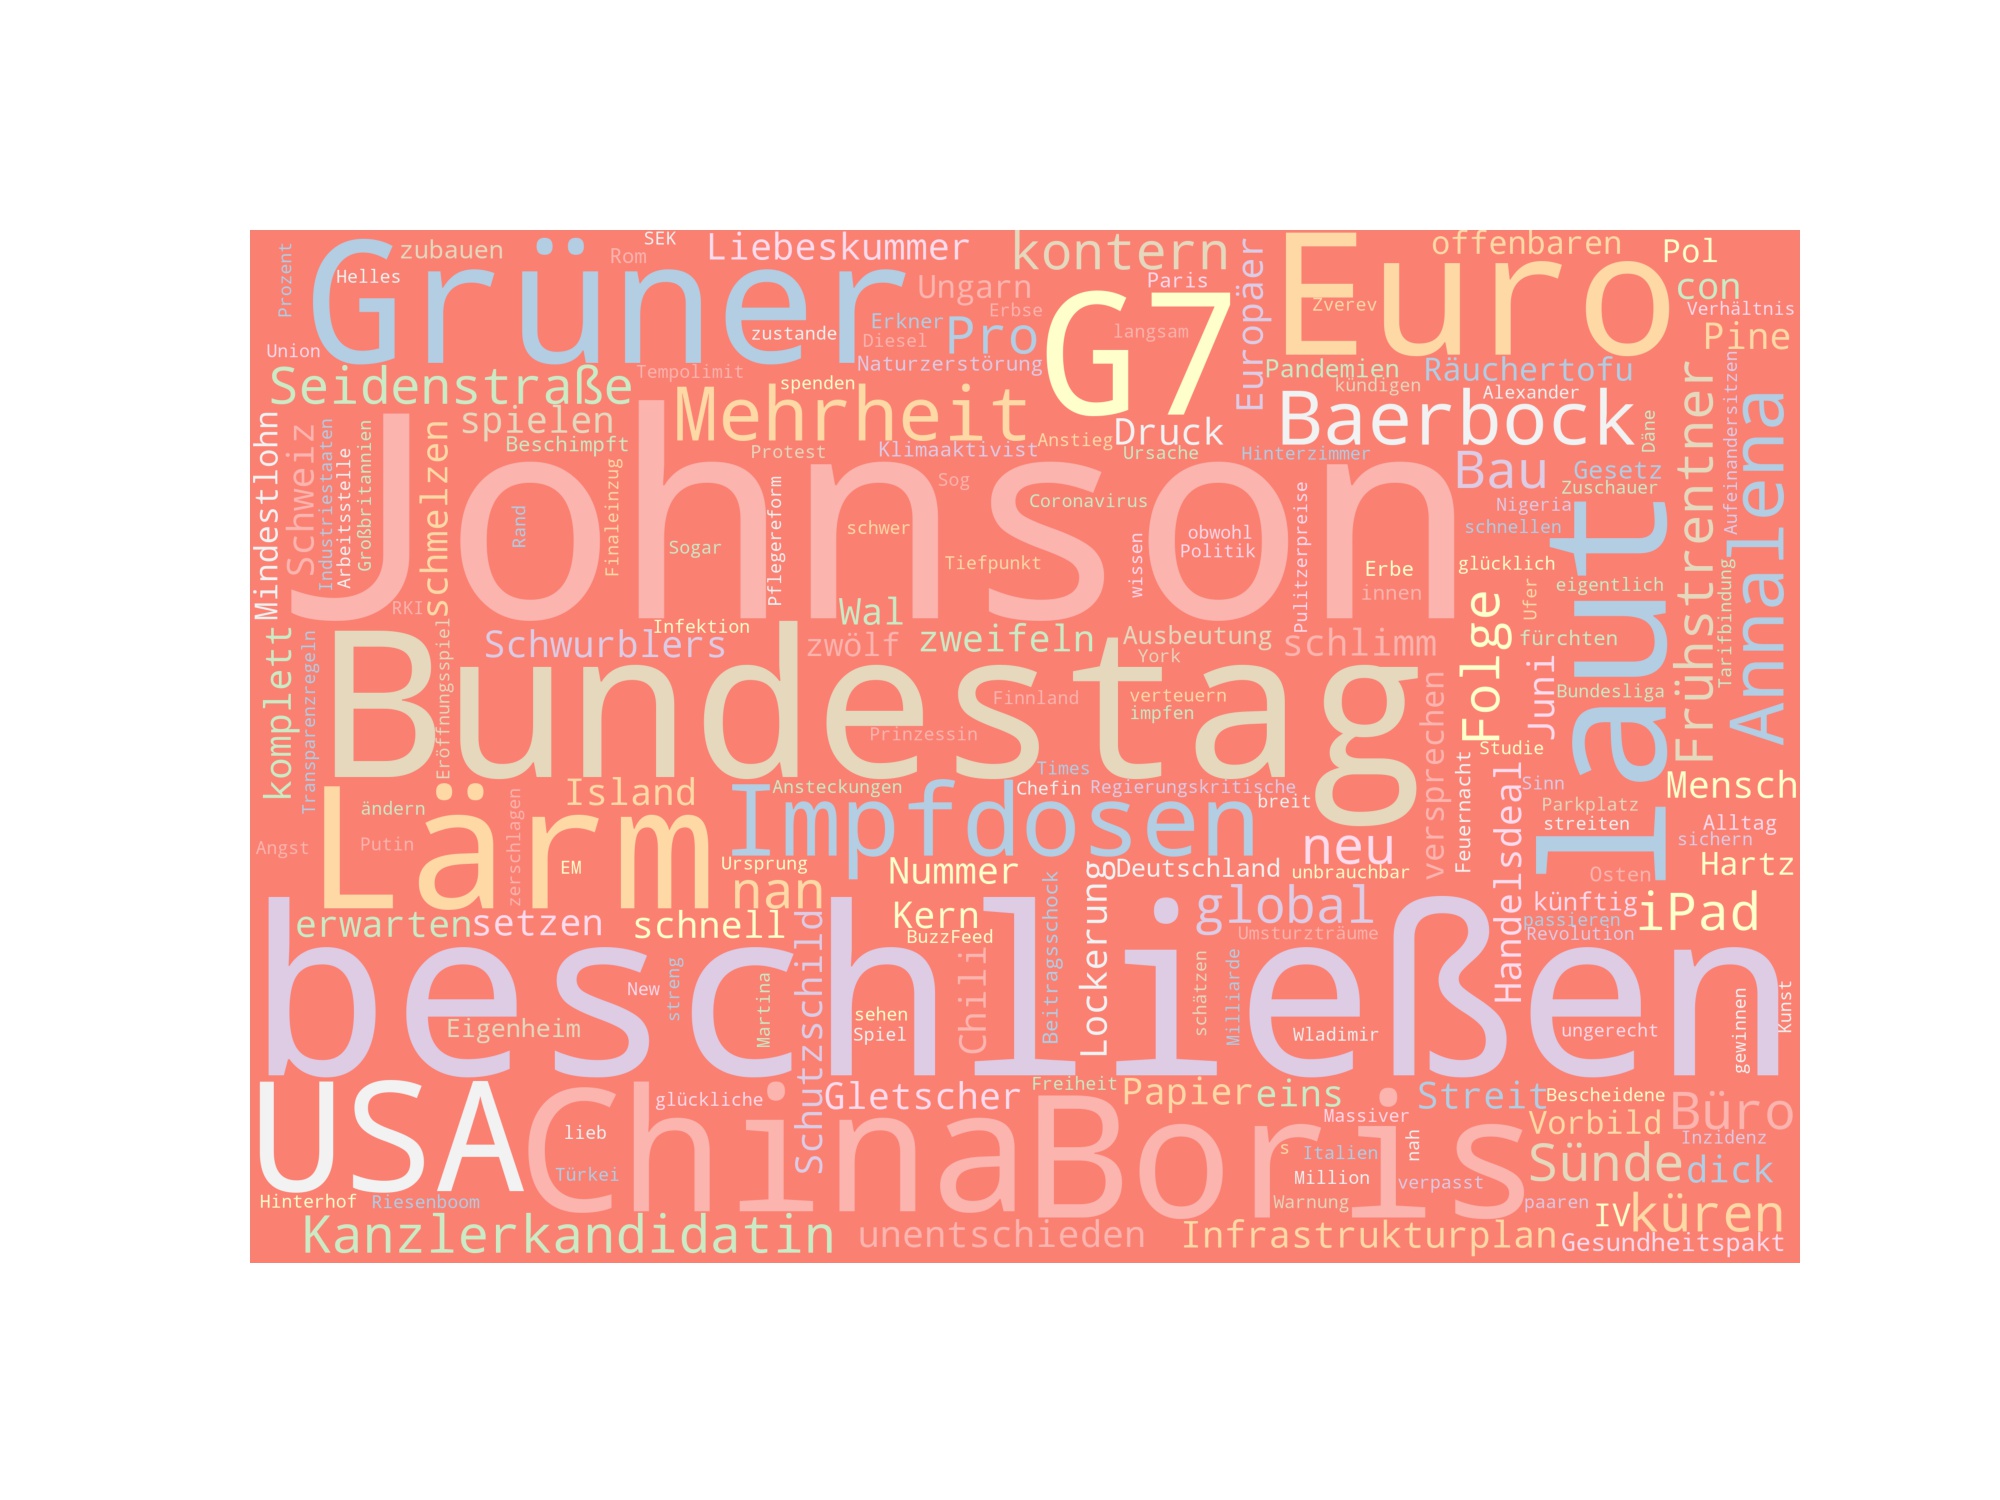 Prozent
zubauen
Grüner
Helles
Rom
SEK
Liebeskummer
kontern
Europäer
Euro
offenbaren
Pol
con
Ungarn
Paris
Zverev
Verhältnis
Erbse
Erkner
Pro
G7
langsam
Pine
zustande
Diesel
Union
Naturzerstörung
Pandemien
Räuchertofu
Seidenstraße
Tempolimit
spenden
kündigen
Alexander
Aufeinandersitzen
Mindestlohn
Schweiz
Industriestaaten
Arbeitsstelle
Großbritannien
spielen
Mehrheit
Baerbock
Frühstrentner
Annalena
schmelzen
Beschimpft
Protest
Klimaaktivist
Anstieg
Druck
Ursache
Hinterzimmer
Däne
Johnson
Finaleinzug
Pflegereform
Sog
Bau
Gesetz
Zuschauer
Rand
Coronavirus
Pulitzerpreise
Nigeria
schwer
obwohl
schnellen
laut
Sogar
wissen
Politik
Tiefpunkt
Erbe
glücklich
eigentlich
RKI
innen
Ufer
Tarifbindung
Wal
Infektion
Folge
komplett
Transparenzregeln
Eröffnungsspiel
Schwurblers
zwölf
zweifeln
Ausbeutung
schlimm
fürchten
York
Juni
Bundestag
Finnland
verteuern
impfen
versprechen
Bundesliga
Prinzessin
Studie
Times
Feuernacht
Handelsdeal
Sinn
Mensch
Lärm
Island
Impfdosen
Ansteckungen
Chefin
Regierungskritische
breit
ändern
zerschlagen
Parkplatz
streiten
Alltag
sichern
Angst
Putin
EM
Ursprung
neu
Nummer
Lockerung
Deutschland
unbrauchbar
Osten
Hartz
nan
erwarten
setzen
schnell
Schutzschild
Kern
Beitragsschock
global
künftig
iPad
passieren
BuzzFeed
Umsturzträume
Revolution
beschließen
streng
Chili
schätzen
Milliarde
New
Martina
sehen
Spiel
Eigenheim
Wladimir
ungerecht
gewinnen
Kunst
USA
China
Boris
glückliche
Gletscher
Freiheit
Papier
eins
Streit
Bescheidene
Büro
Massiver
Vorbild
lieb
nah
Inzidenz
s
Italien
Sünde
dick
Türkei
Million
verpasst
Hinterhof
Riesenboom
Warnung
paaren
Kanzlerkandidatin
unentschieden
Infrastrukturplan
IV
küren
Gesundheitspakt